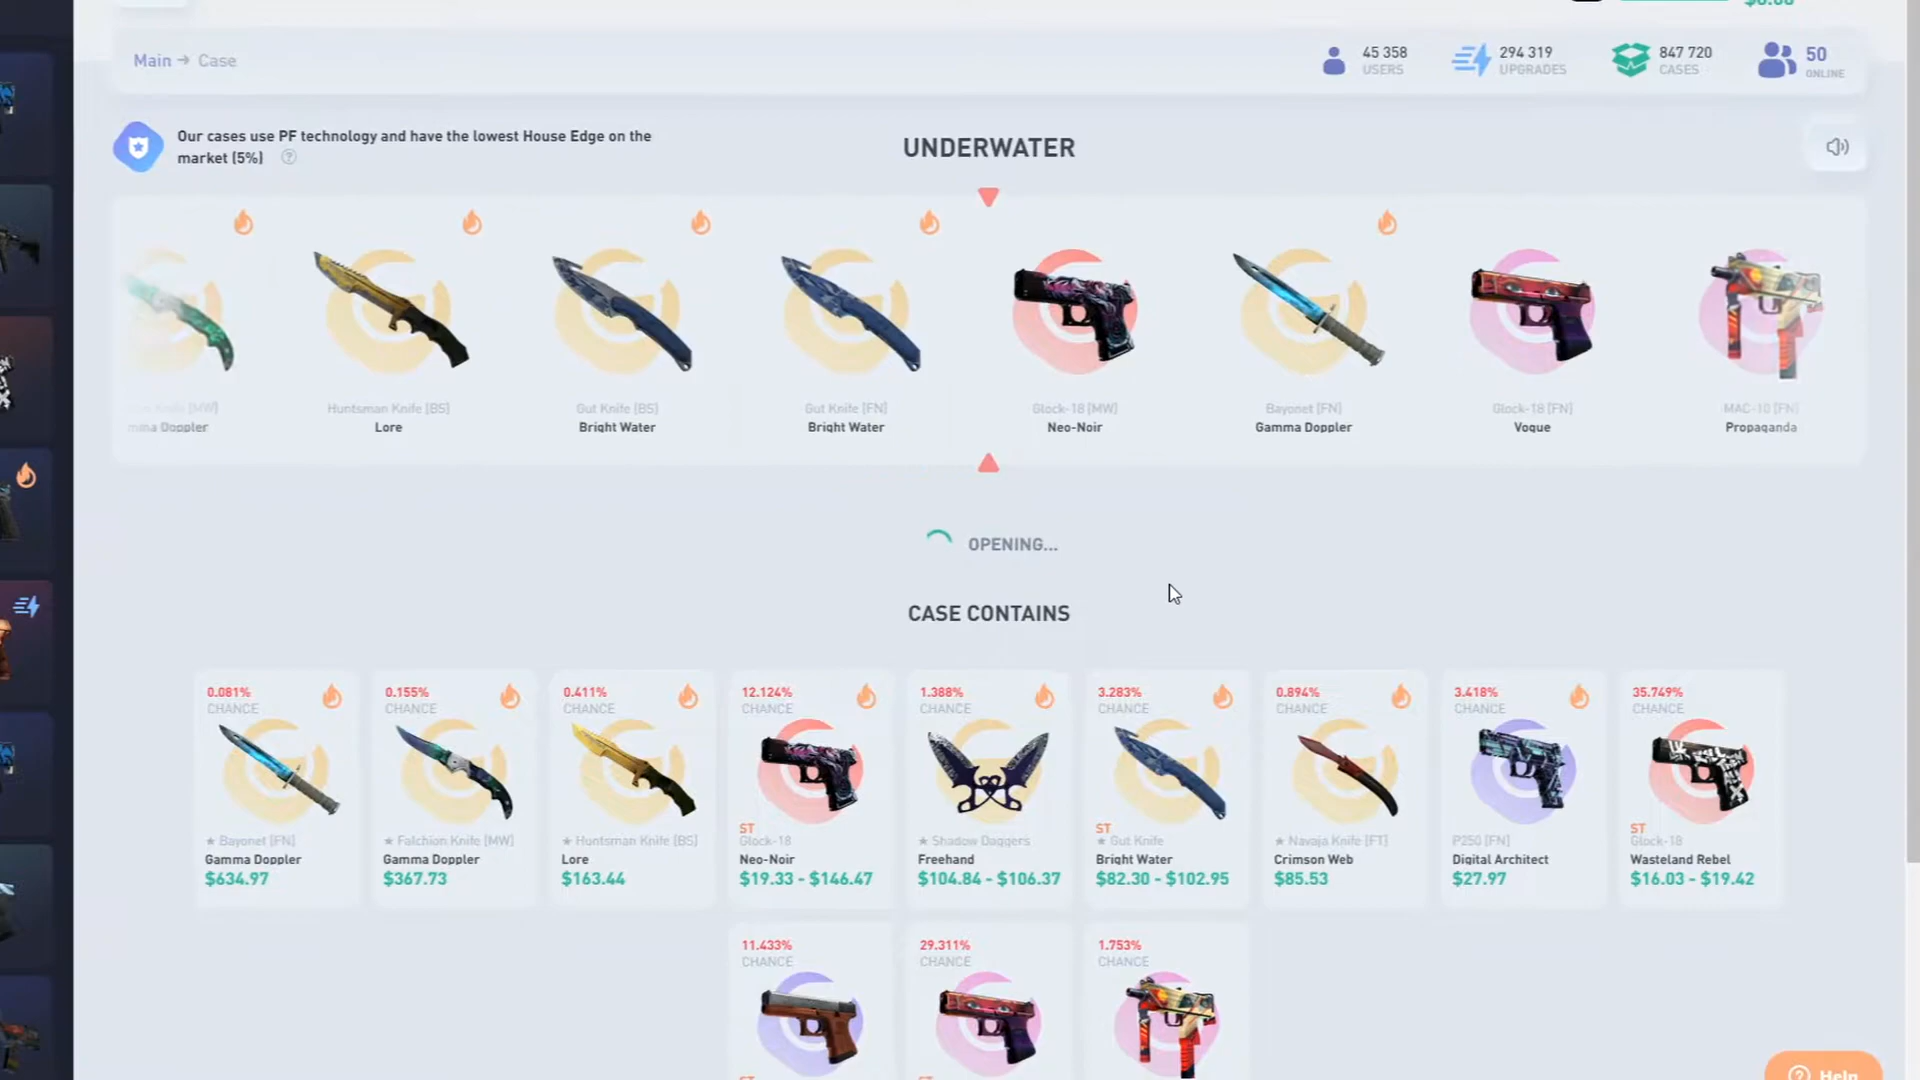 Main → Case
45 358
USERS
294 319
UPGRADES
847 720
CASES
50
ONLINE
Our cases use PF technology and have the lowest House Edge on the
market (5%)
UNDERWATER
[MW]
Doppler
Huntsman Knife [BS]
Lore
Gut Knife [BS]
Bright Water
Gut Knife [FN]
Bright Water
Glock-18 [MW]
Neo-Noir
Bayonet [FN]
Gamma Doppler
Glock-18 [FN]
Vogue
MAC-10 [FN]
Propaganda
OPENING...
CASE CONTAINS
0.081%
CHANCE
★ Bayonet [FN]
Gamma Doppler
$634.97
0.155%
CHANCE
★ Falchion Knife [MW]
Gamma Doppler
$367.73
0.411%
CHANCE
★ Huntsman Knife [BS]
Lore
$163.44
12.124%
CHANCE
ST
Glock-18
Neo-Noir
$19.33 - $146.47
1.388%
CHANCE
★ Shadow Daggers
Freehand
$104.84 - $106.37
3.283%
CHANCE
ST
★ Gut Knife
Bright Water
$82.30 - $102.95
0.894%
CHANCE
★ Navaja Knife [FT]
Crimson Web
$85.53
3.418%
CHANCE
P250 [FN]
Digital Architect
$27.97
35.749%
CHANCE
ST
Glock-18
Wasteland Rebel
$16.03 - $19.42
11.433%
CHANCE
29.311%
CHANCE
1.753%
CHANCE
Help